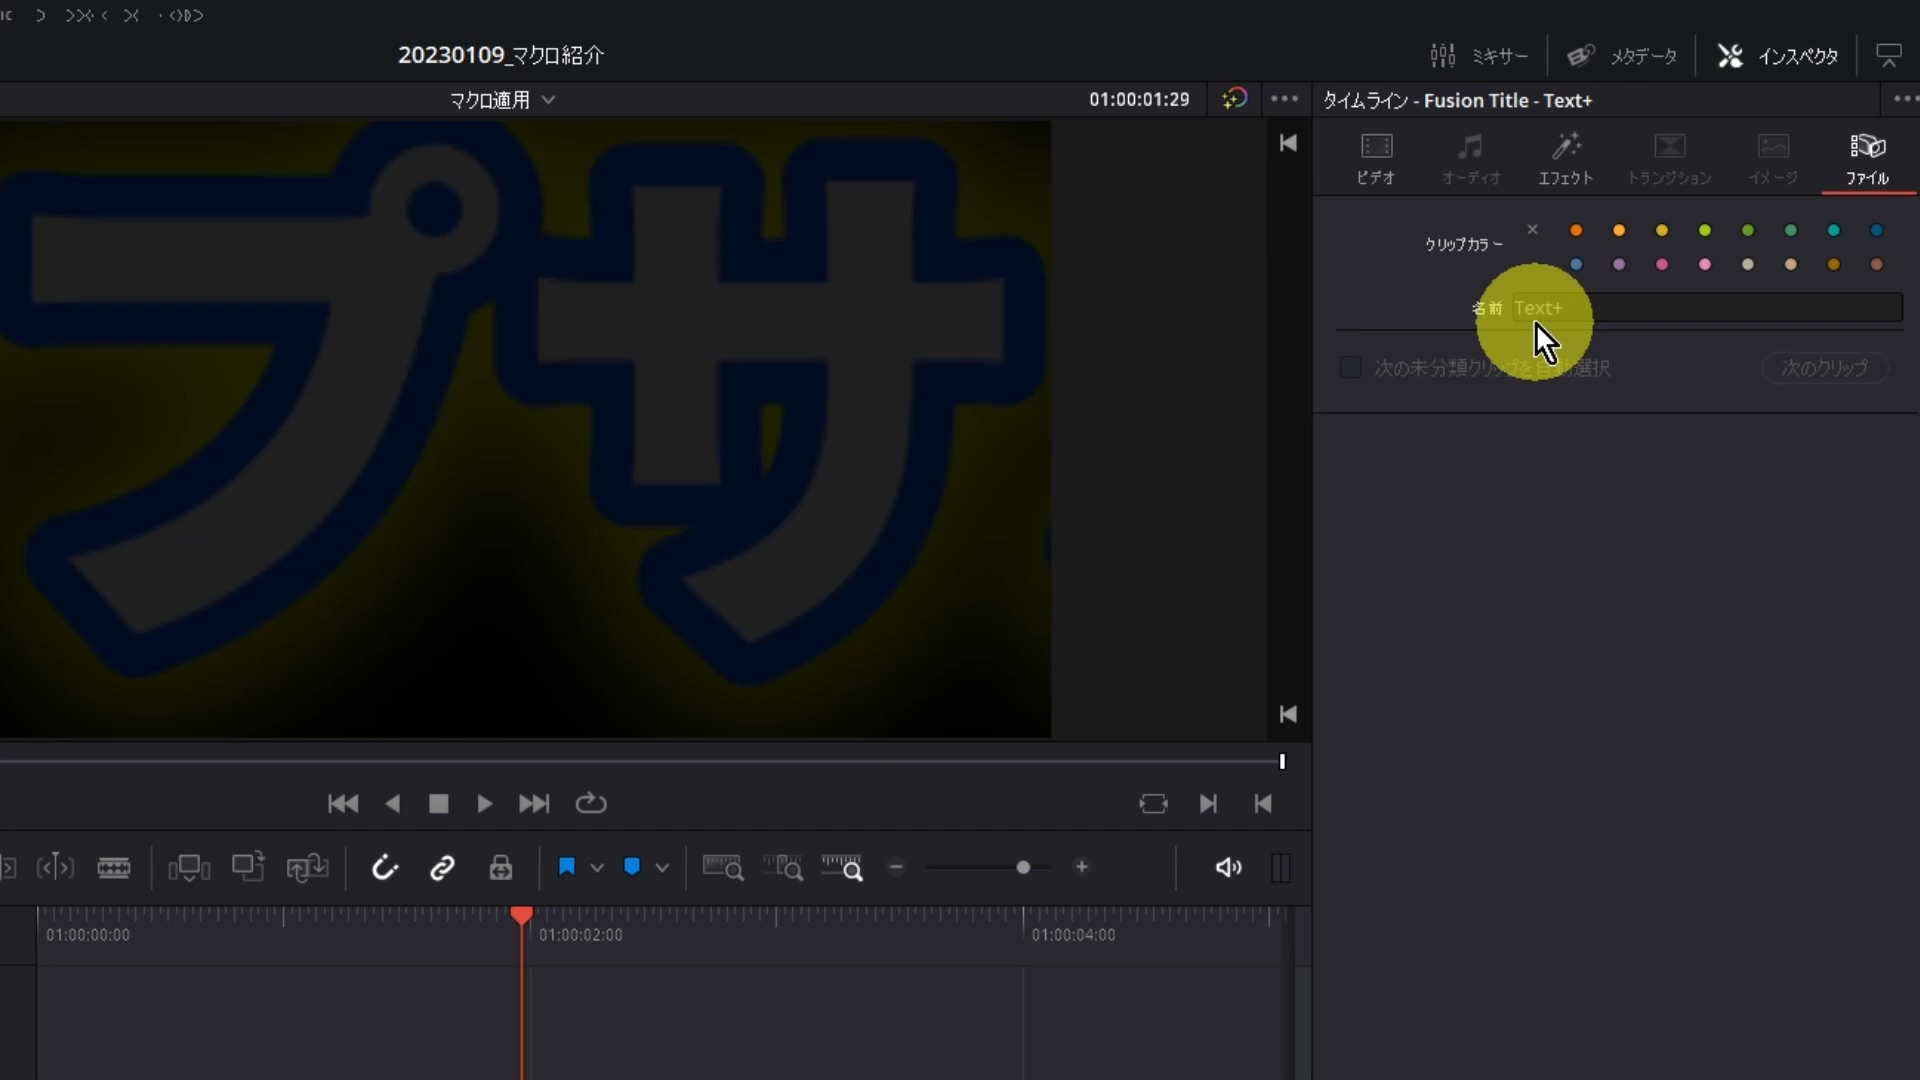 20230109_マクロ紹介
ミキサー
メタデータ
インスペクタ
マクロ適用
01:00:01:29
タイムライン - Fusion Title - Text+
ビデオ
オーディオ
エフェクト
トランジション
イメージ
ファイル
クリップカラー
名前 Text+
次の未分類クリップを自動選択
次のクリップ
プサ
01:00:00:00
01:00:02:00
01:00:04:00